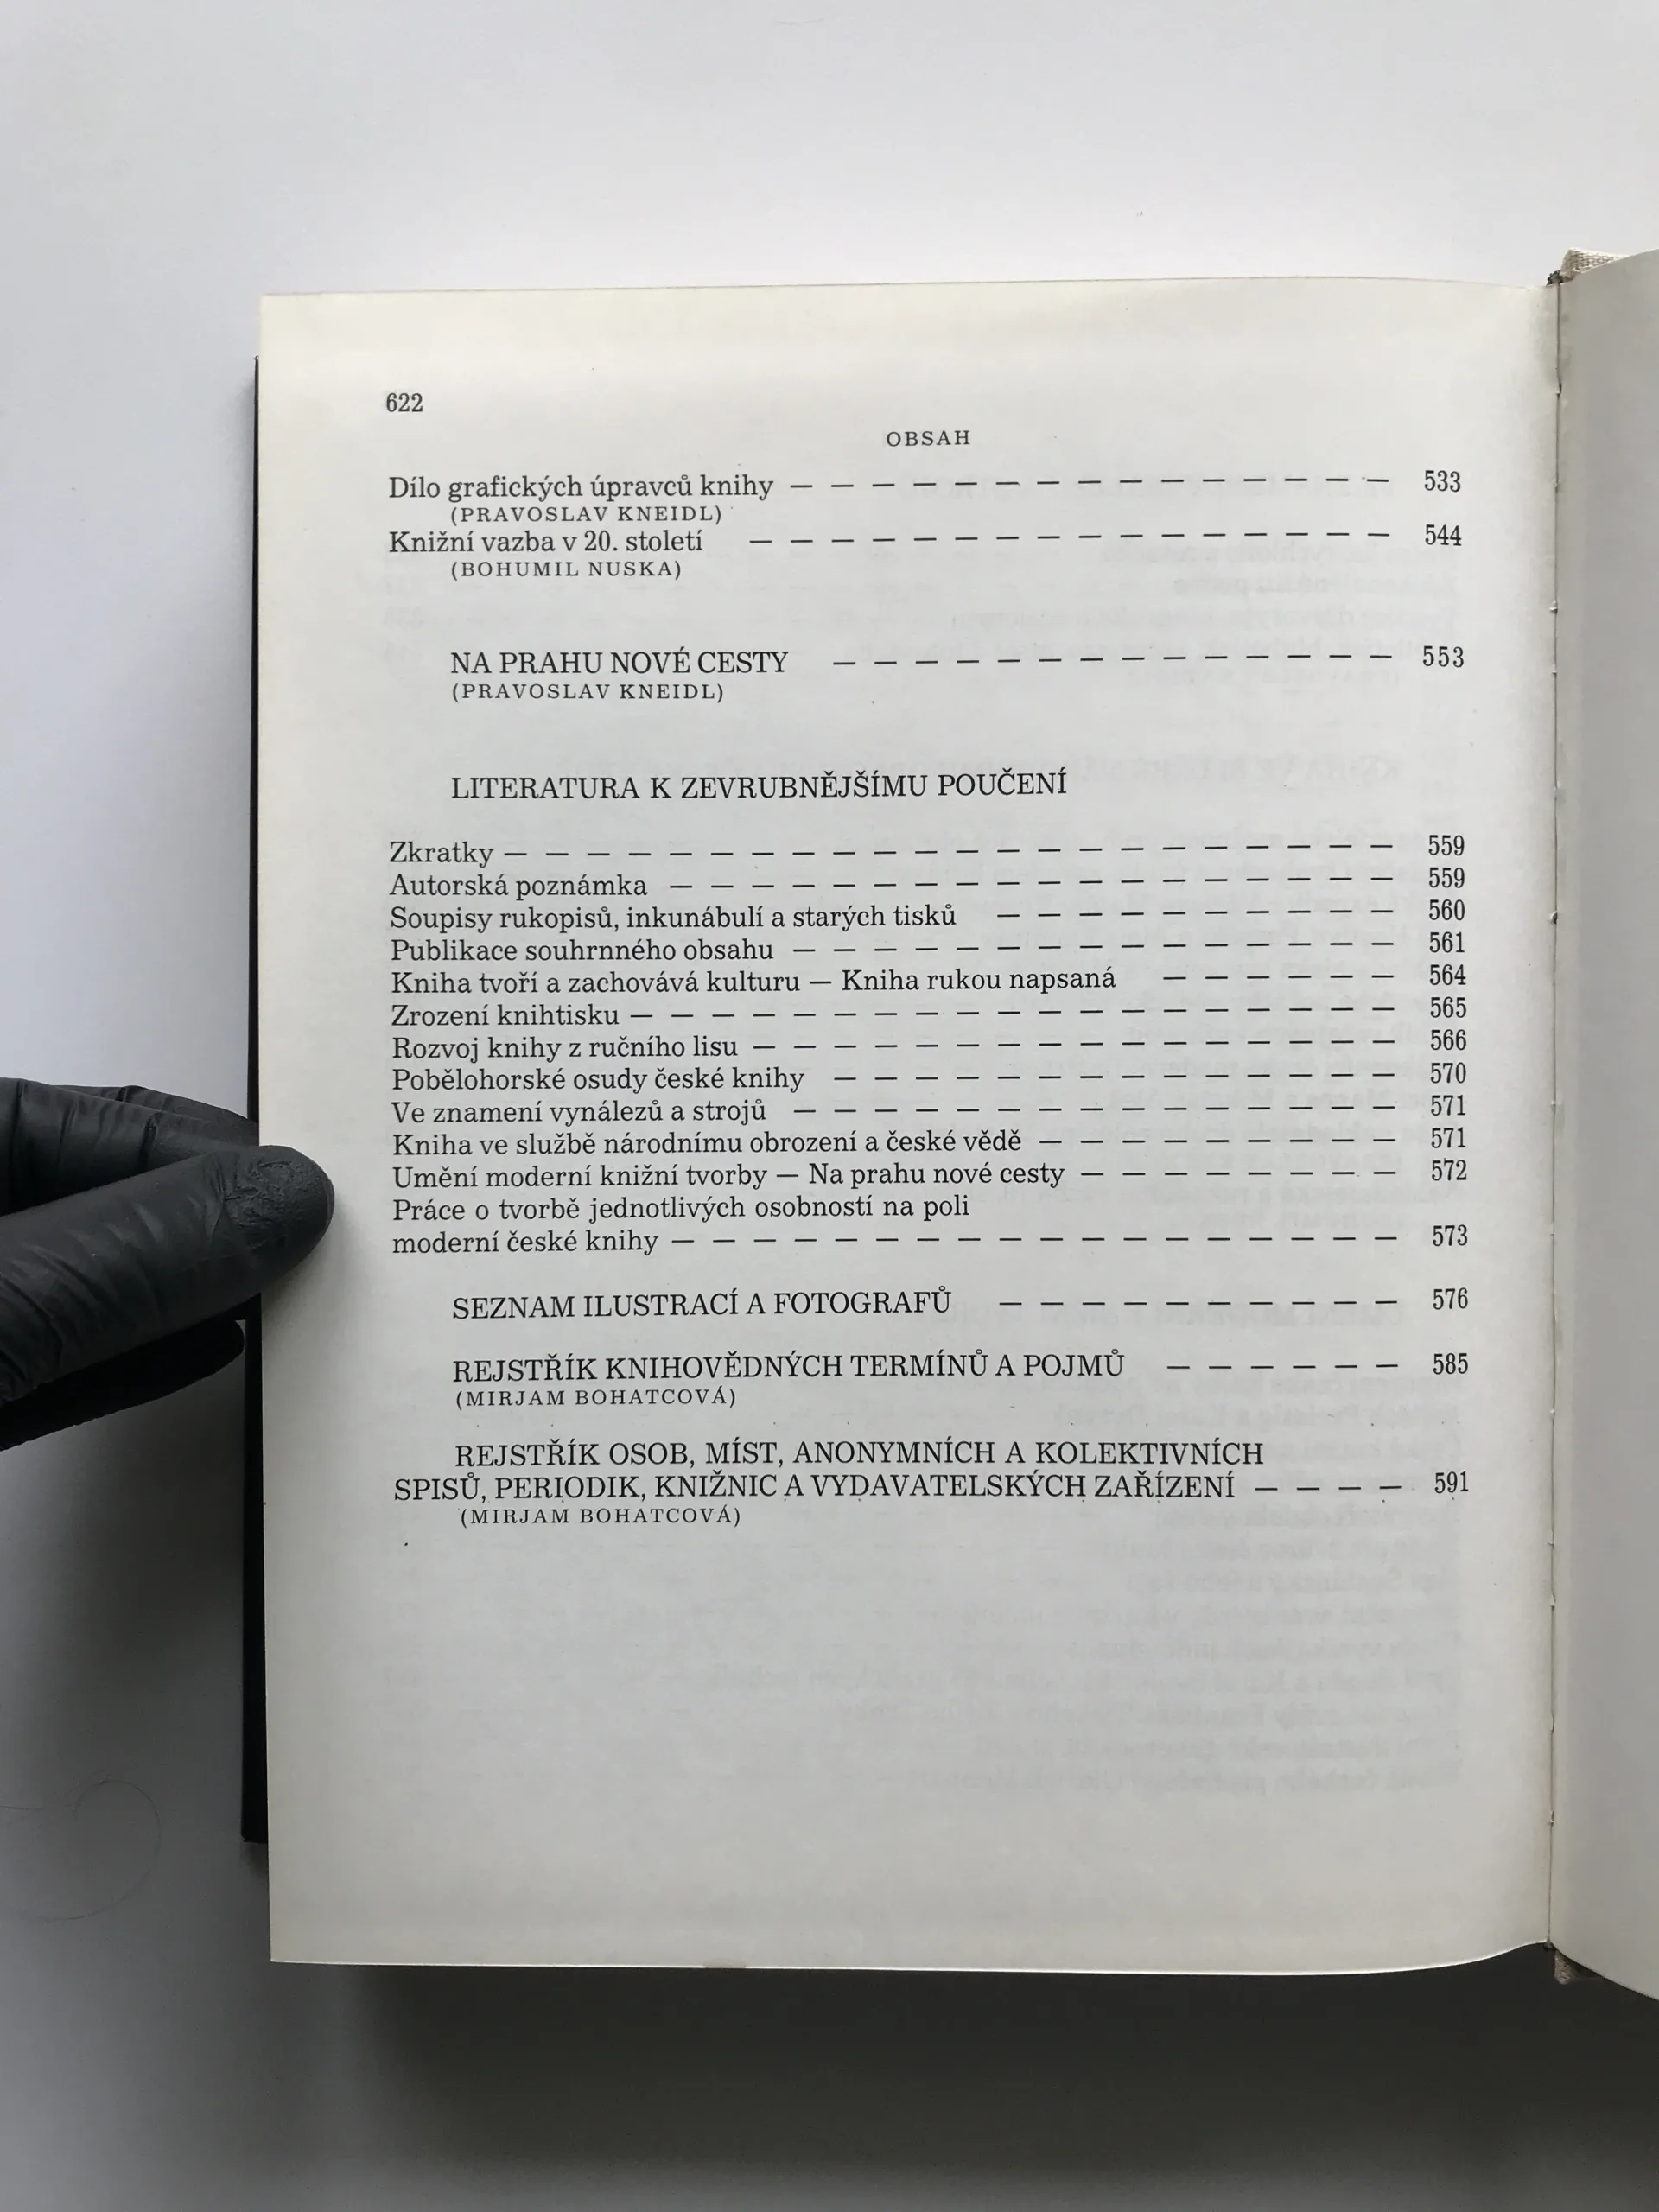 622
OBSAH
Dílo grafických úpravců knihy — — — — — — — — — — — — — — — 533
(PRAVOSLAV KNEIDL)
Knižní vazba v 20. století — — — — — — — — — — — — — — — — 544
(BOHUMIL NUSKA)
NA PRAHU NOVÉ CESTY — — — — — — — — — — — — — — 553
(PRAVOSLAV KNEIDL)
LITERATURA K ZEVRUBNĚJŠÍMU POUČENÍ
Zkratky — — — — — — — — — — — — — — — — — — — — — — 559
Autorská poznámka — — — — — — — — — — — — — — — — — — 559
Soupisy rukopisů, inkunábulí a starých tisků — — — — — — — — — — 560
Publikace souhrnného obsahu — — — — — — — — — — — — — — — 561
Kniha tvoří a zachovává kulturu — Kniha rukou napsaná — — — — — — 564
Zrození knihtisku — — — — — — — — — — — — — — — — — — — 565
Rozvoj knihy z ručního lisu — — — — — — — — — — — — — — — — 566
Pobělohorské osudy české knihy — — — — — — — — — — — — — — 570
Ve znamení vynálezů a strojů — — — — — — — — — — — — — — — 571
Kniha ve službě národnímu obrození a české vědě — — — — — — — — — 571
Umění moderní knižní tvorby — Na prahu nové cesty — — — — — — — — 572
Práce o tvorbě jednotlivých osobností na poli
moderní české knihy — — — — — — — — — — — — — — — — — — 573
SEZNAM ILUSTRACÍ A FOTOGRAFŮ — — — — — — — — — — 576
REJSTŘÍK KNIHOVĚDNÝCH TERMÍNŮ A POJMŮ — — — — — — 585
(MIRJAM BOHATCOVÁ)
REJSTŘÍK OSOB, MÍST, ANONYMNÍCH A KOLEKTIVNÍCH
SPISŮ, PERIODIK, KNIŽNIC A VYDAVATELSKÝCH ZAŘÍZENÍ — — — — 591
(MIRJAM BOHATCOVÁ)